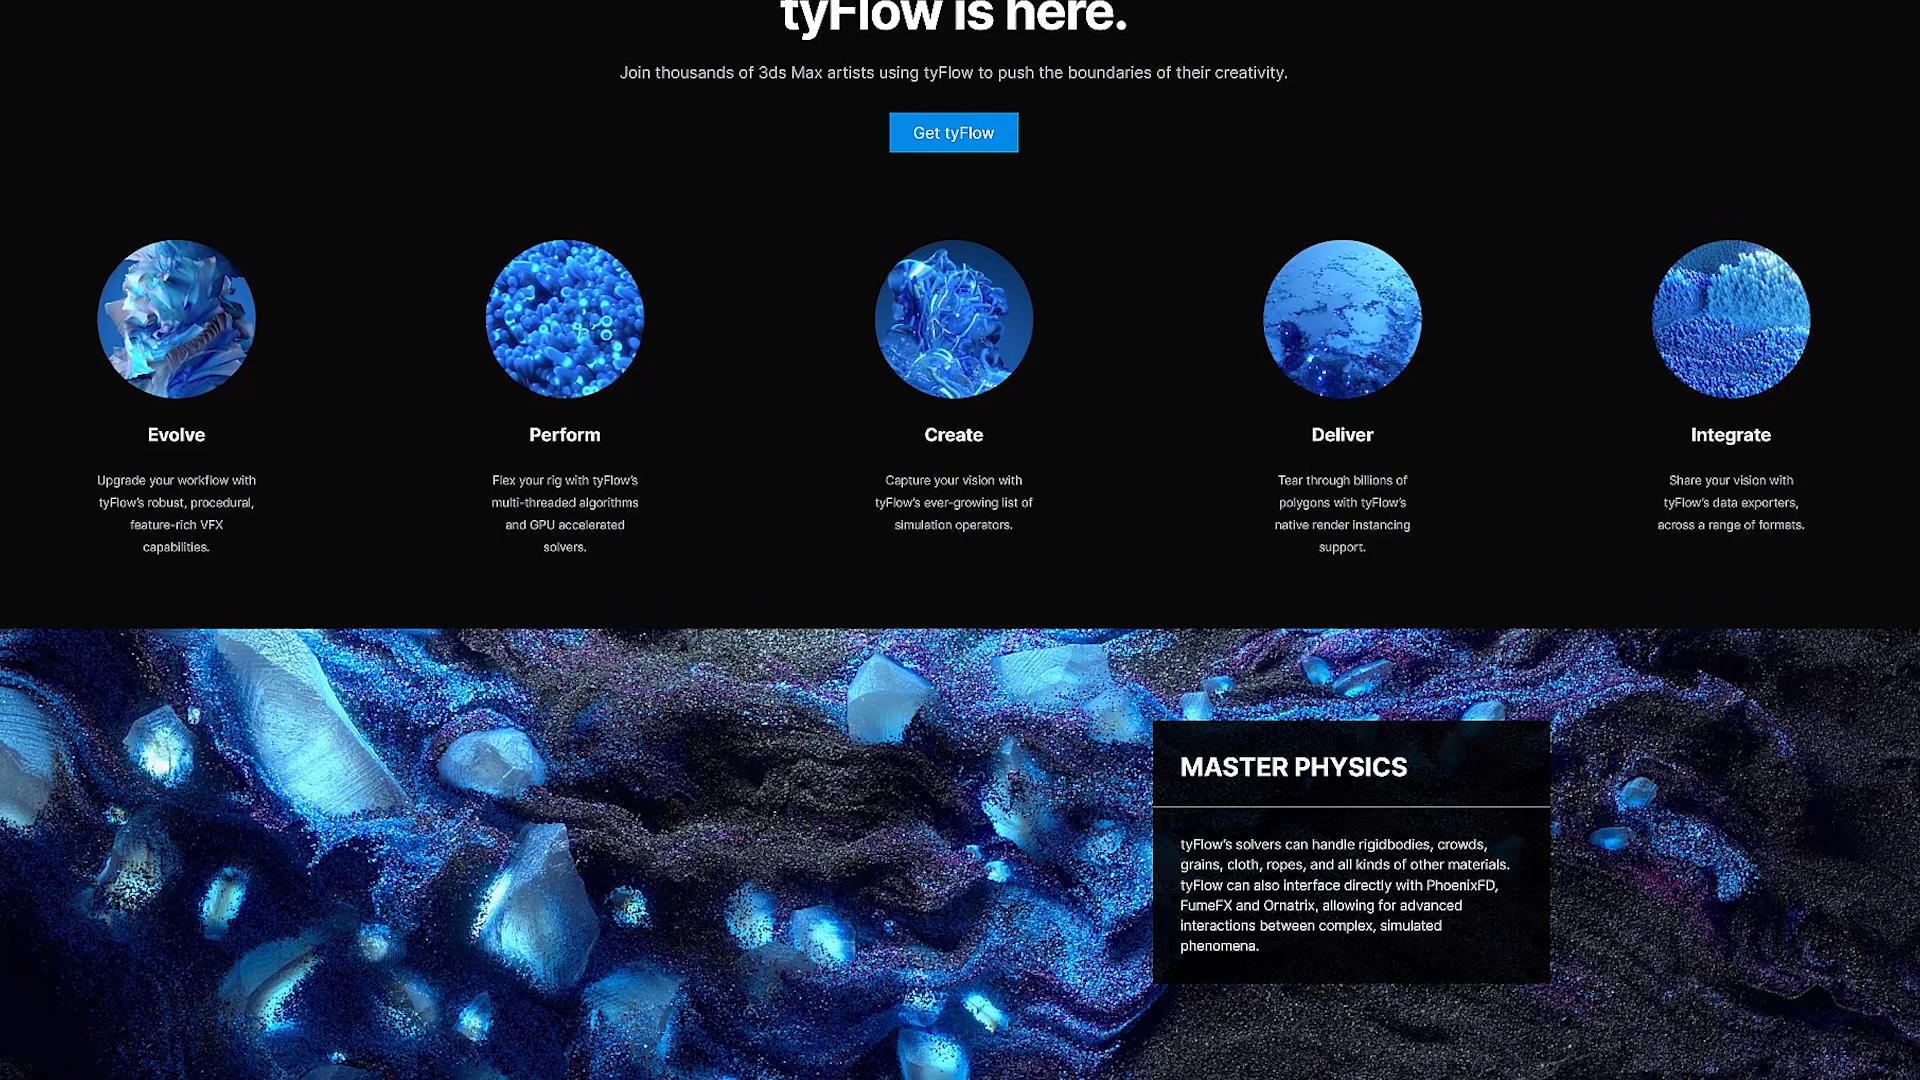 tyFlow is here.
Join thousands of 3ds Max artists using tyFlow to push the boundaries of their creativity.
Get tyFlow
Evolve
Upgrade your workflow with
tyFlow's robust, procedural,
feature-rich VFX
capabilities.
Perform
Flex your rig with tyFlow's
multi-threaded algorithms
and GPU accelerated
solvers.
Create
Capture your vision with
tyFlow's ever-growing list of
simulation operators.
Deliver
Tear through billions of
polygons with tyFlow's
native render instancing
support.
Integrate
Share your vision with
tyFlow's data exporters,
across a range of formats.
MASTER PHYSICS
tyFlow's solvers can handle rigidbodies, crowds,
grains, cloth, ropes, and all kinds of other materials.
tyFlow can also interface directly with PhoenixFD,
FumeFX and Ornatrix, allowing for advanced
interactions between complex, simulated
phenomena.